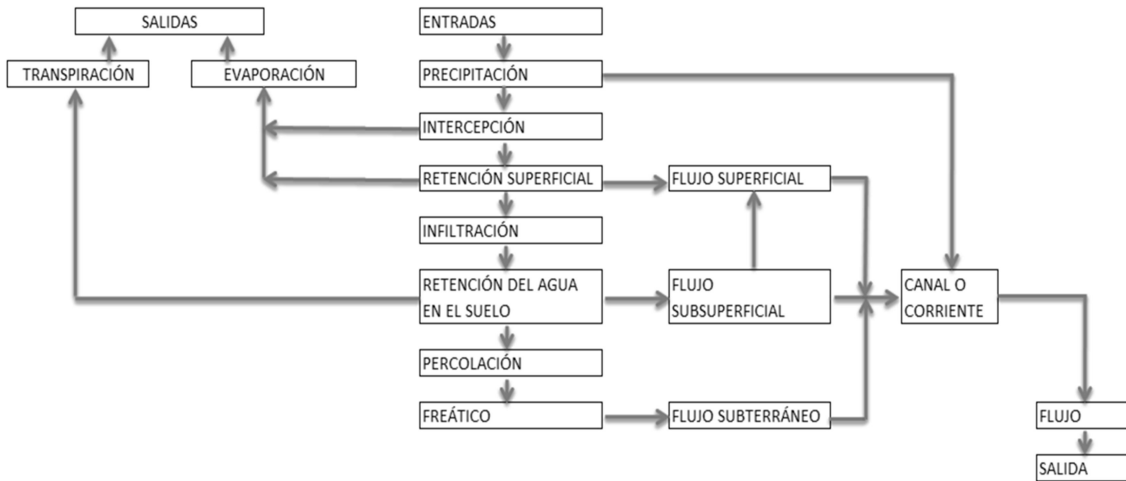 SALIDAS
ENTRADAS
TRANSPIRACIÓN
EVAPORACIÓN
PRECIPITACIÓN
INTERCEPCIÓN
RETENCIÓN SUPERFICIAL
FLUJO SUPERFICIAL
INFILTRACIÓN
RETENCIÓN DEL AGUA
EN EL SUELO
FLUJO
SUBSUPERFICIAL
CANAL O
CORRIENTE
PERCOLACIÓN
FREÁTICO
FLUJO SUBTERRÁNEO
FLUJO
SALIDA